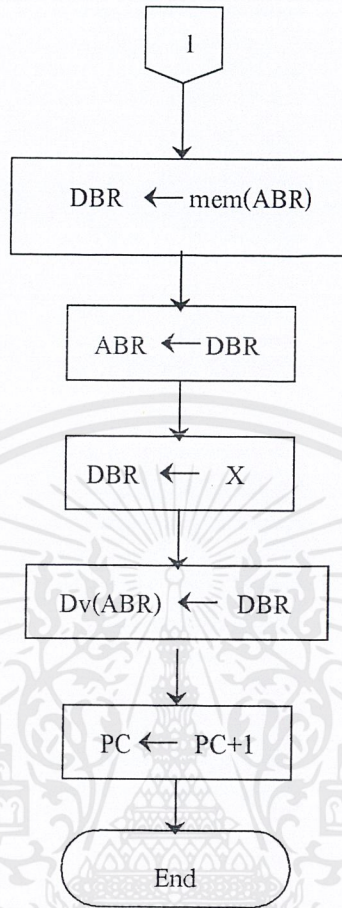 1
DBR ← mem(ABR)
ABR ← DBR
DBR ← X
Dv(ABR) ← DBR
PC ← PC+1
End